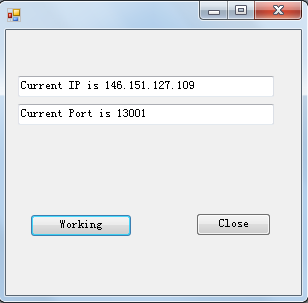 Current IP is 146.151.127.109
Current Port is 13001
Working
Close